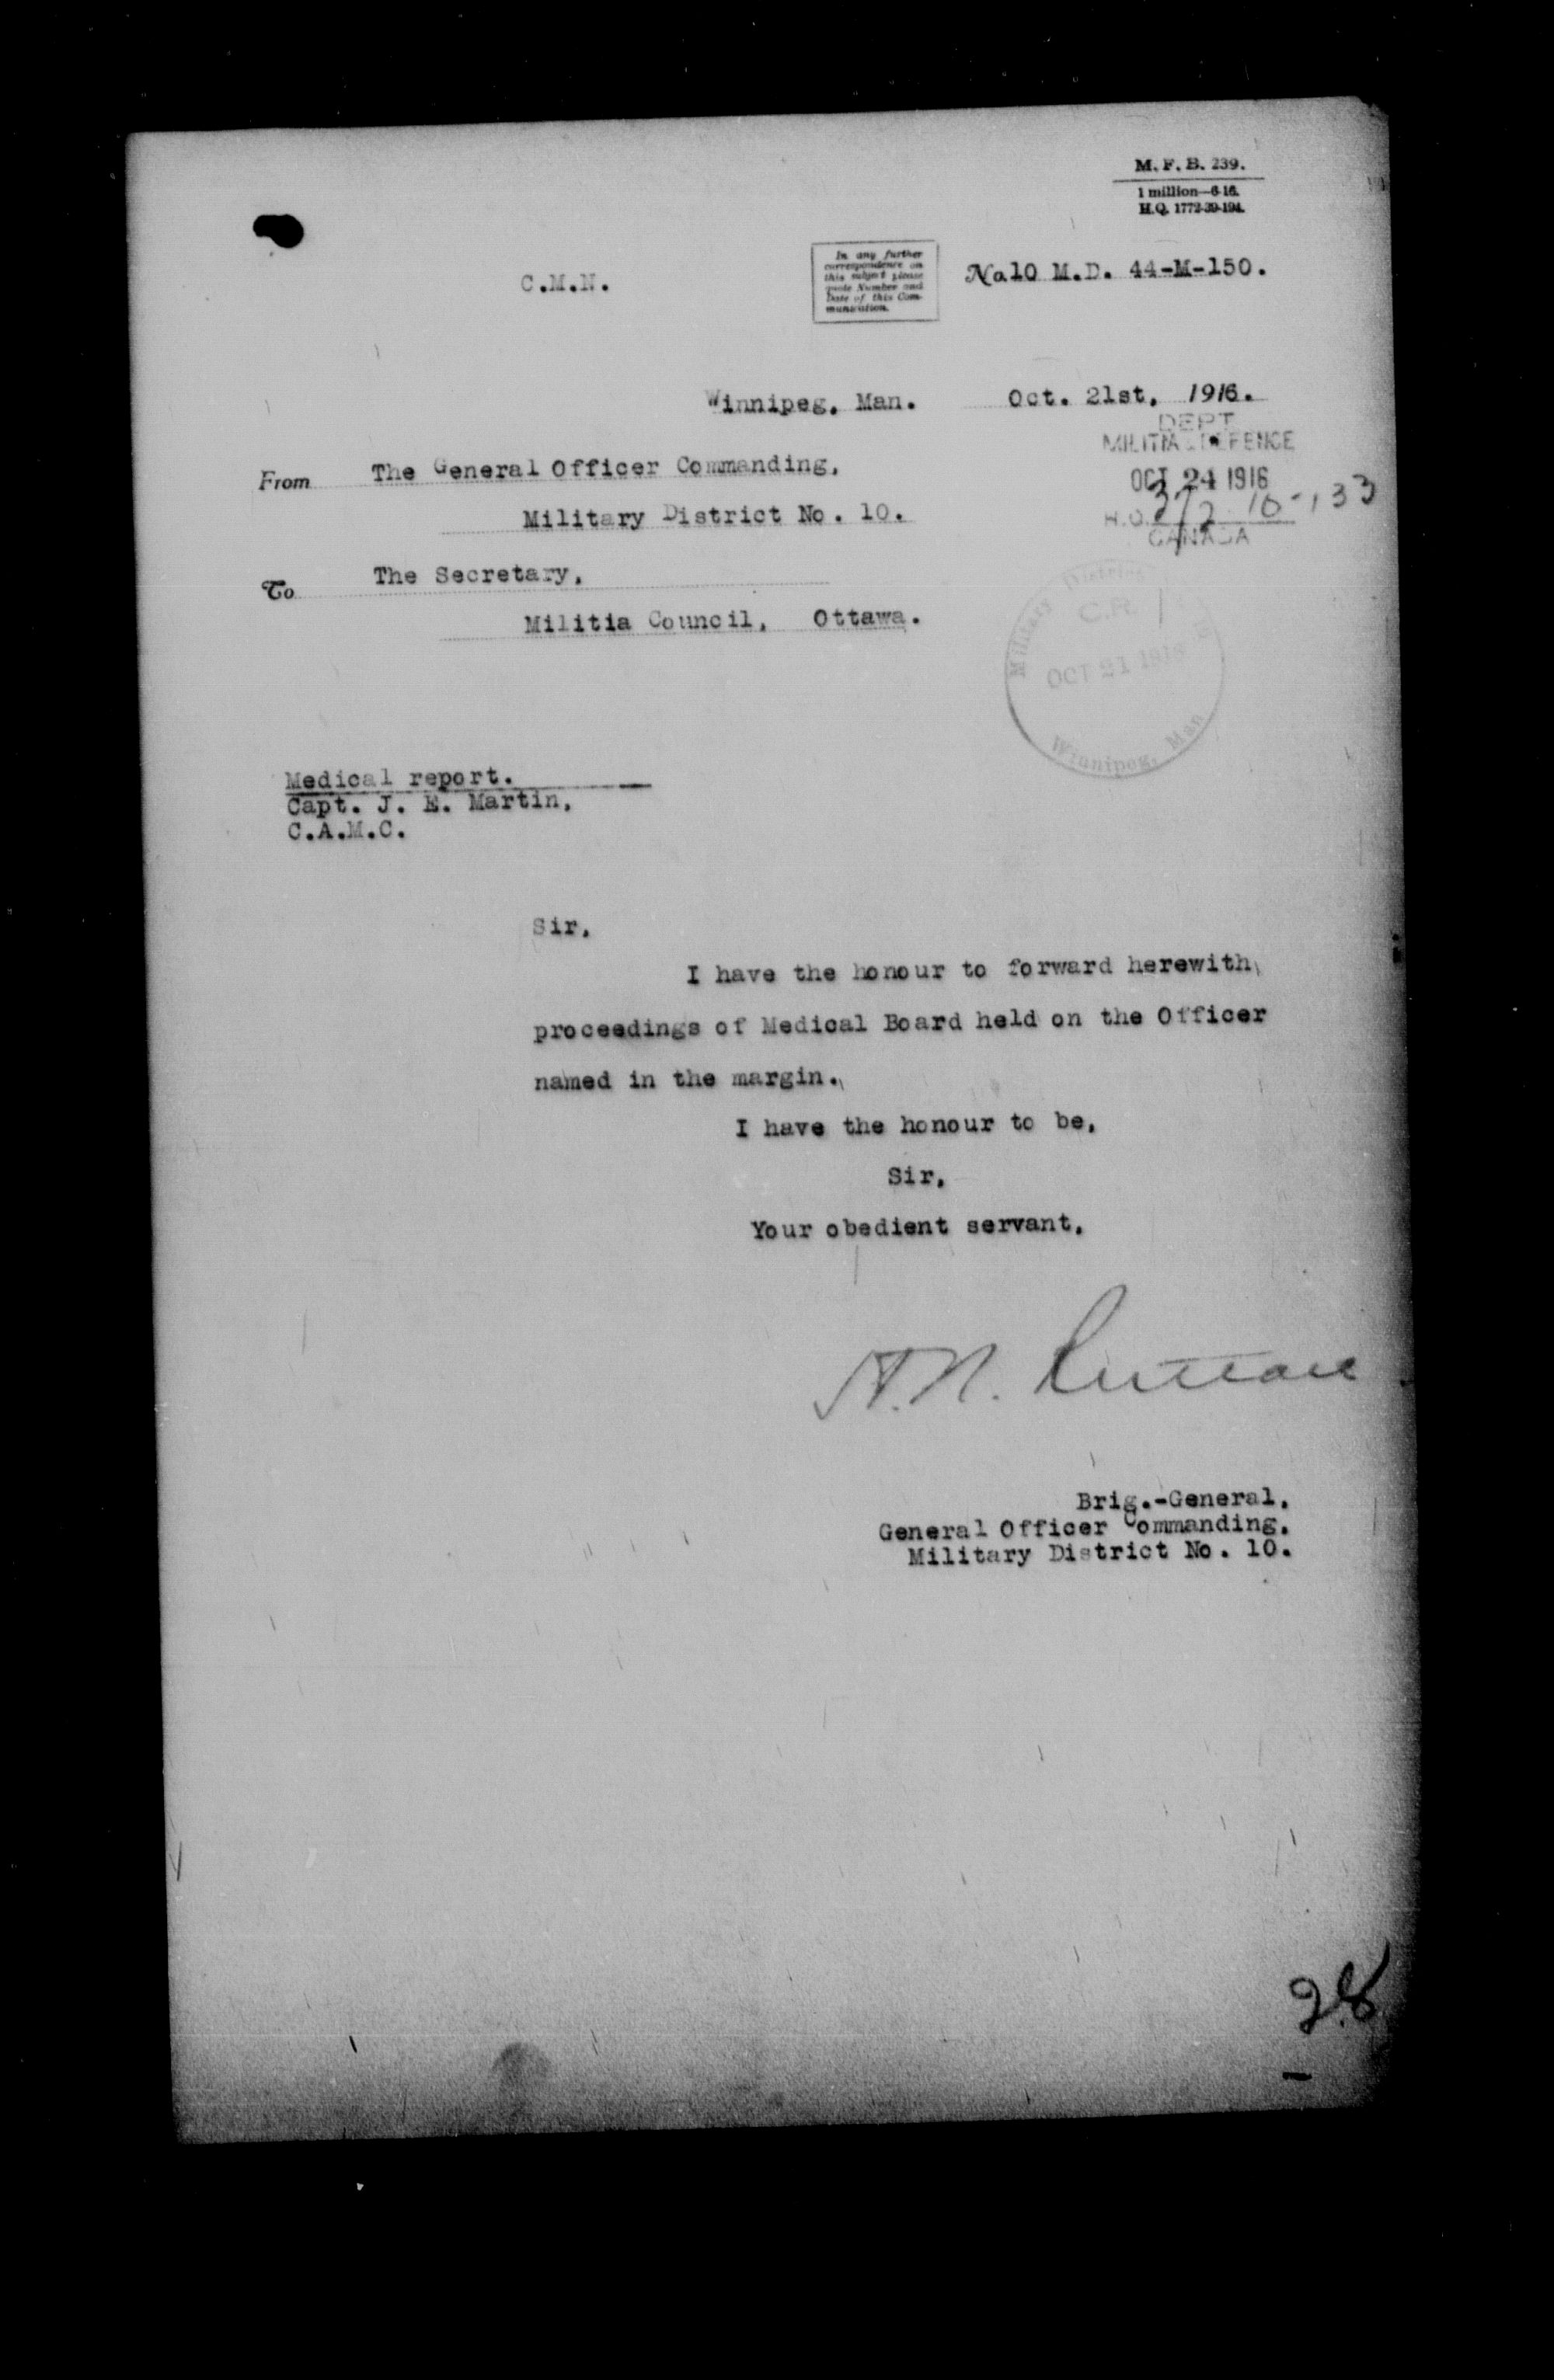 M. F. B. 239.
1 million—6-16.
H.Q. 1772-39-194.
C.M.N.
In any further
correspondence on
this subject please
quote Number and
Date of this Com-
munication.
No. 10 M.D. 44-M-150.
Winnipeg, Man. Oct. 21st, 1916.
DEPT.
MILITIA & DEFENCE
OCT 24 1916
H.Q.
CANADA
From The General Officer Commanding,
Military District No. 10.
To The Secretary,
Militia Council, Ottawa.
Military District 10
C.R.
OCT 21 1916
Winnipeg, Man
Medical report.
Capt. J. E. Martin,
C.A.M.C.
Sir,
I have the honour to forward herewith
proceedings of Medical Board held on the Officer
named in the margin.
I have the honour to be,
Sir,
Your obedient servant,
H.N. Ruttan
Brig.-General,
General Officer Commanding,
Military District No. 10.
28